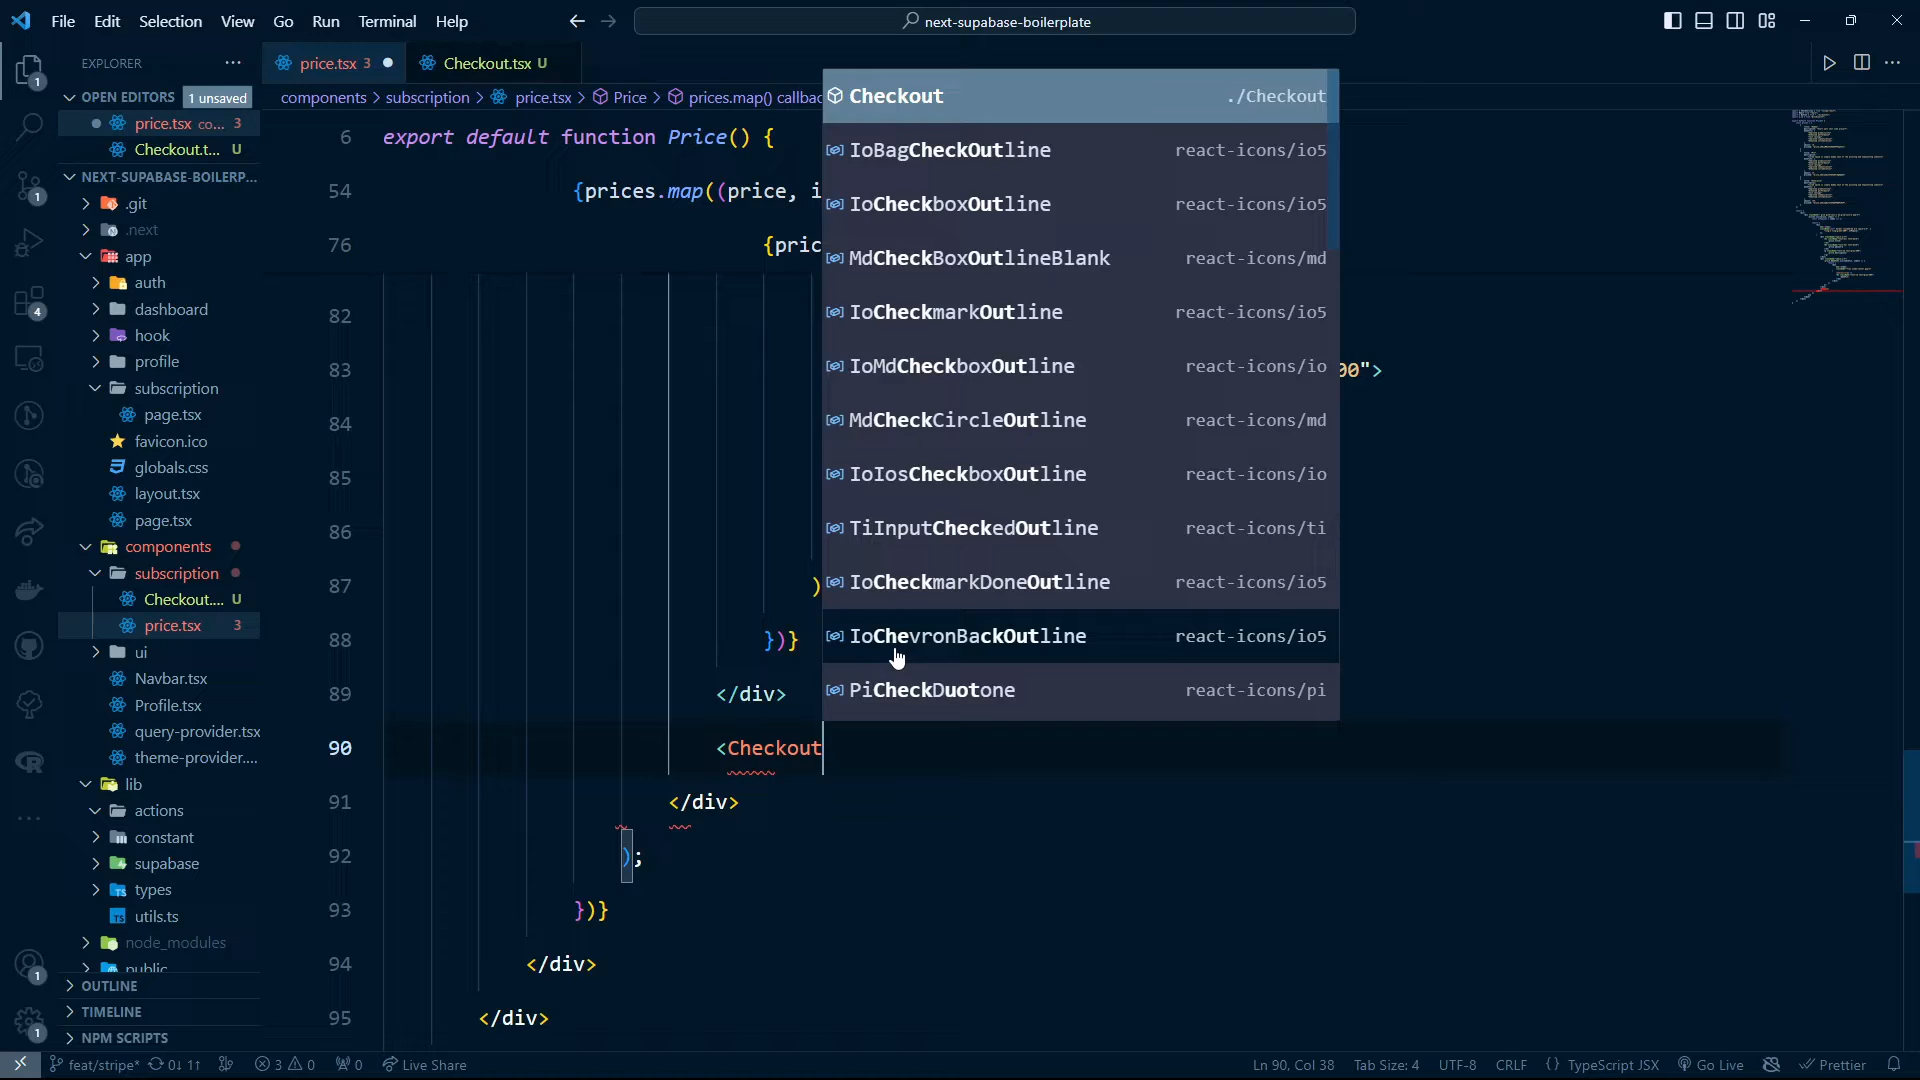 File Edit Selection View Go Run Terminal Help
next-supabase-boilerplate
EXPLORER
OPEN EDITORS 1 unsaved
price.tsx co... 3
Checkout.t... U
NEXT-SUPABASE-BOILERP...
.git
.next
app
auth
dashboard
hook
profile
subscription
page.tsx
favicon.ico
globals.css
layout.tsx
page.tsx
components
subscription
Checkout.... U
price.tsx 3
ui
Navbar.tsx
Profile.tsx
query-provider.tsx
theme-provider....
lib
actions
constant
supabase
types
utils.ts
node_modules
public
OUTLINE
TIMELINE
NPM SCRIPTS
1
1
4
1
1
price.tsx 3
Checkout.tsx U
components > subscription > price.tsx > Price > prices.map() callbac
6 export default function Price() {
54 {prices.map((price, i
76 {pric
82
83 00">
84
85
86
87 )
88 })}
89 </div>
90 <Checkout
91 </div>
92 );
93 })}
94 </div>
95 </div>
Checkout ./Checkout
IoBagCheckOutline react-icons/io5
IoCheckboxOutline react-icons/io5
MdCheckBoxOutlineBlank react-icons/md
IoCheckmarkOutline react-icons/io5
IoMdCheckboxOutline react-icons/io
MdCheckCircleOutline react-icons/md
IoIosCheckboxOutline react-icons/io
TiInputCheckedOutline react-icons/ti
IoCheckmarkDoneOutline react-icons/io5
IoChevronBackOutline react-icons/io5
PiCheckDuotone react-icons/pi
feat/stripe* 0↓ 1↑ 3 0 0 Live Share
Ln 90, Col 38 Tab Size: 4 UTF-8 CRLF {} TypeScript JSX Go Live Prettier